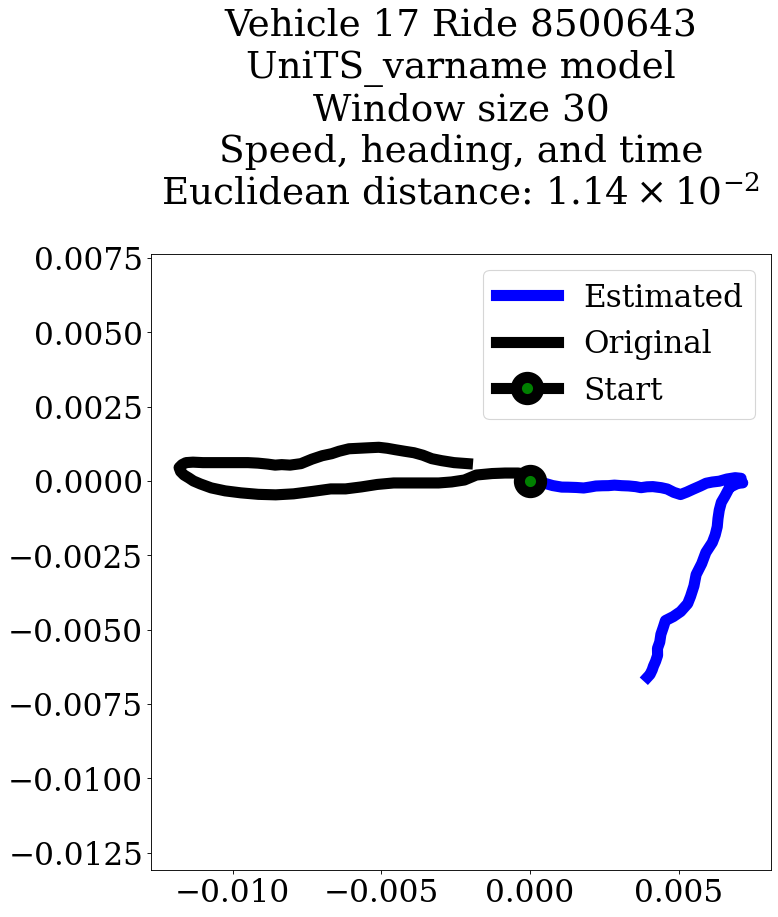 Vehicle 17 Ride 8500643
UniTS_varname model
Window size 30
Speed, heading, and time
Euclidean distance: 1.14 × 10⁻²
Estimated
Original
Start
0.0075
0.0050
0.0025
0.0000
−0.0025
−0.0050
−0.0075
−0.0100
−0.0125
−0.010 −0.005 0.000 0.005